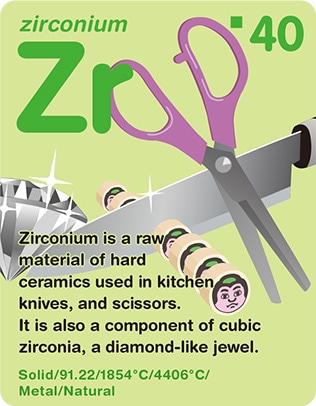 zirconium
Zr
40
Zirconium is a raw
material of hard
ceramics used in kitchen
knives, and scissors.
It is also a component of cubic
zirconia, a diamond-like jewel.
Solid/91.22/1854°C/4406°C/
Metal/Natural